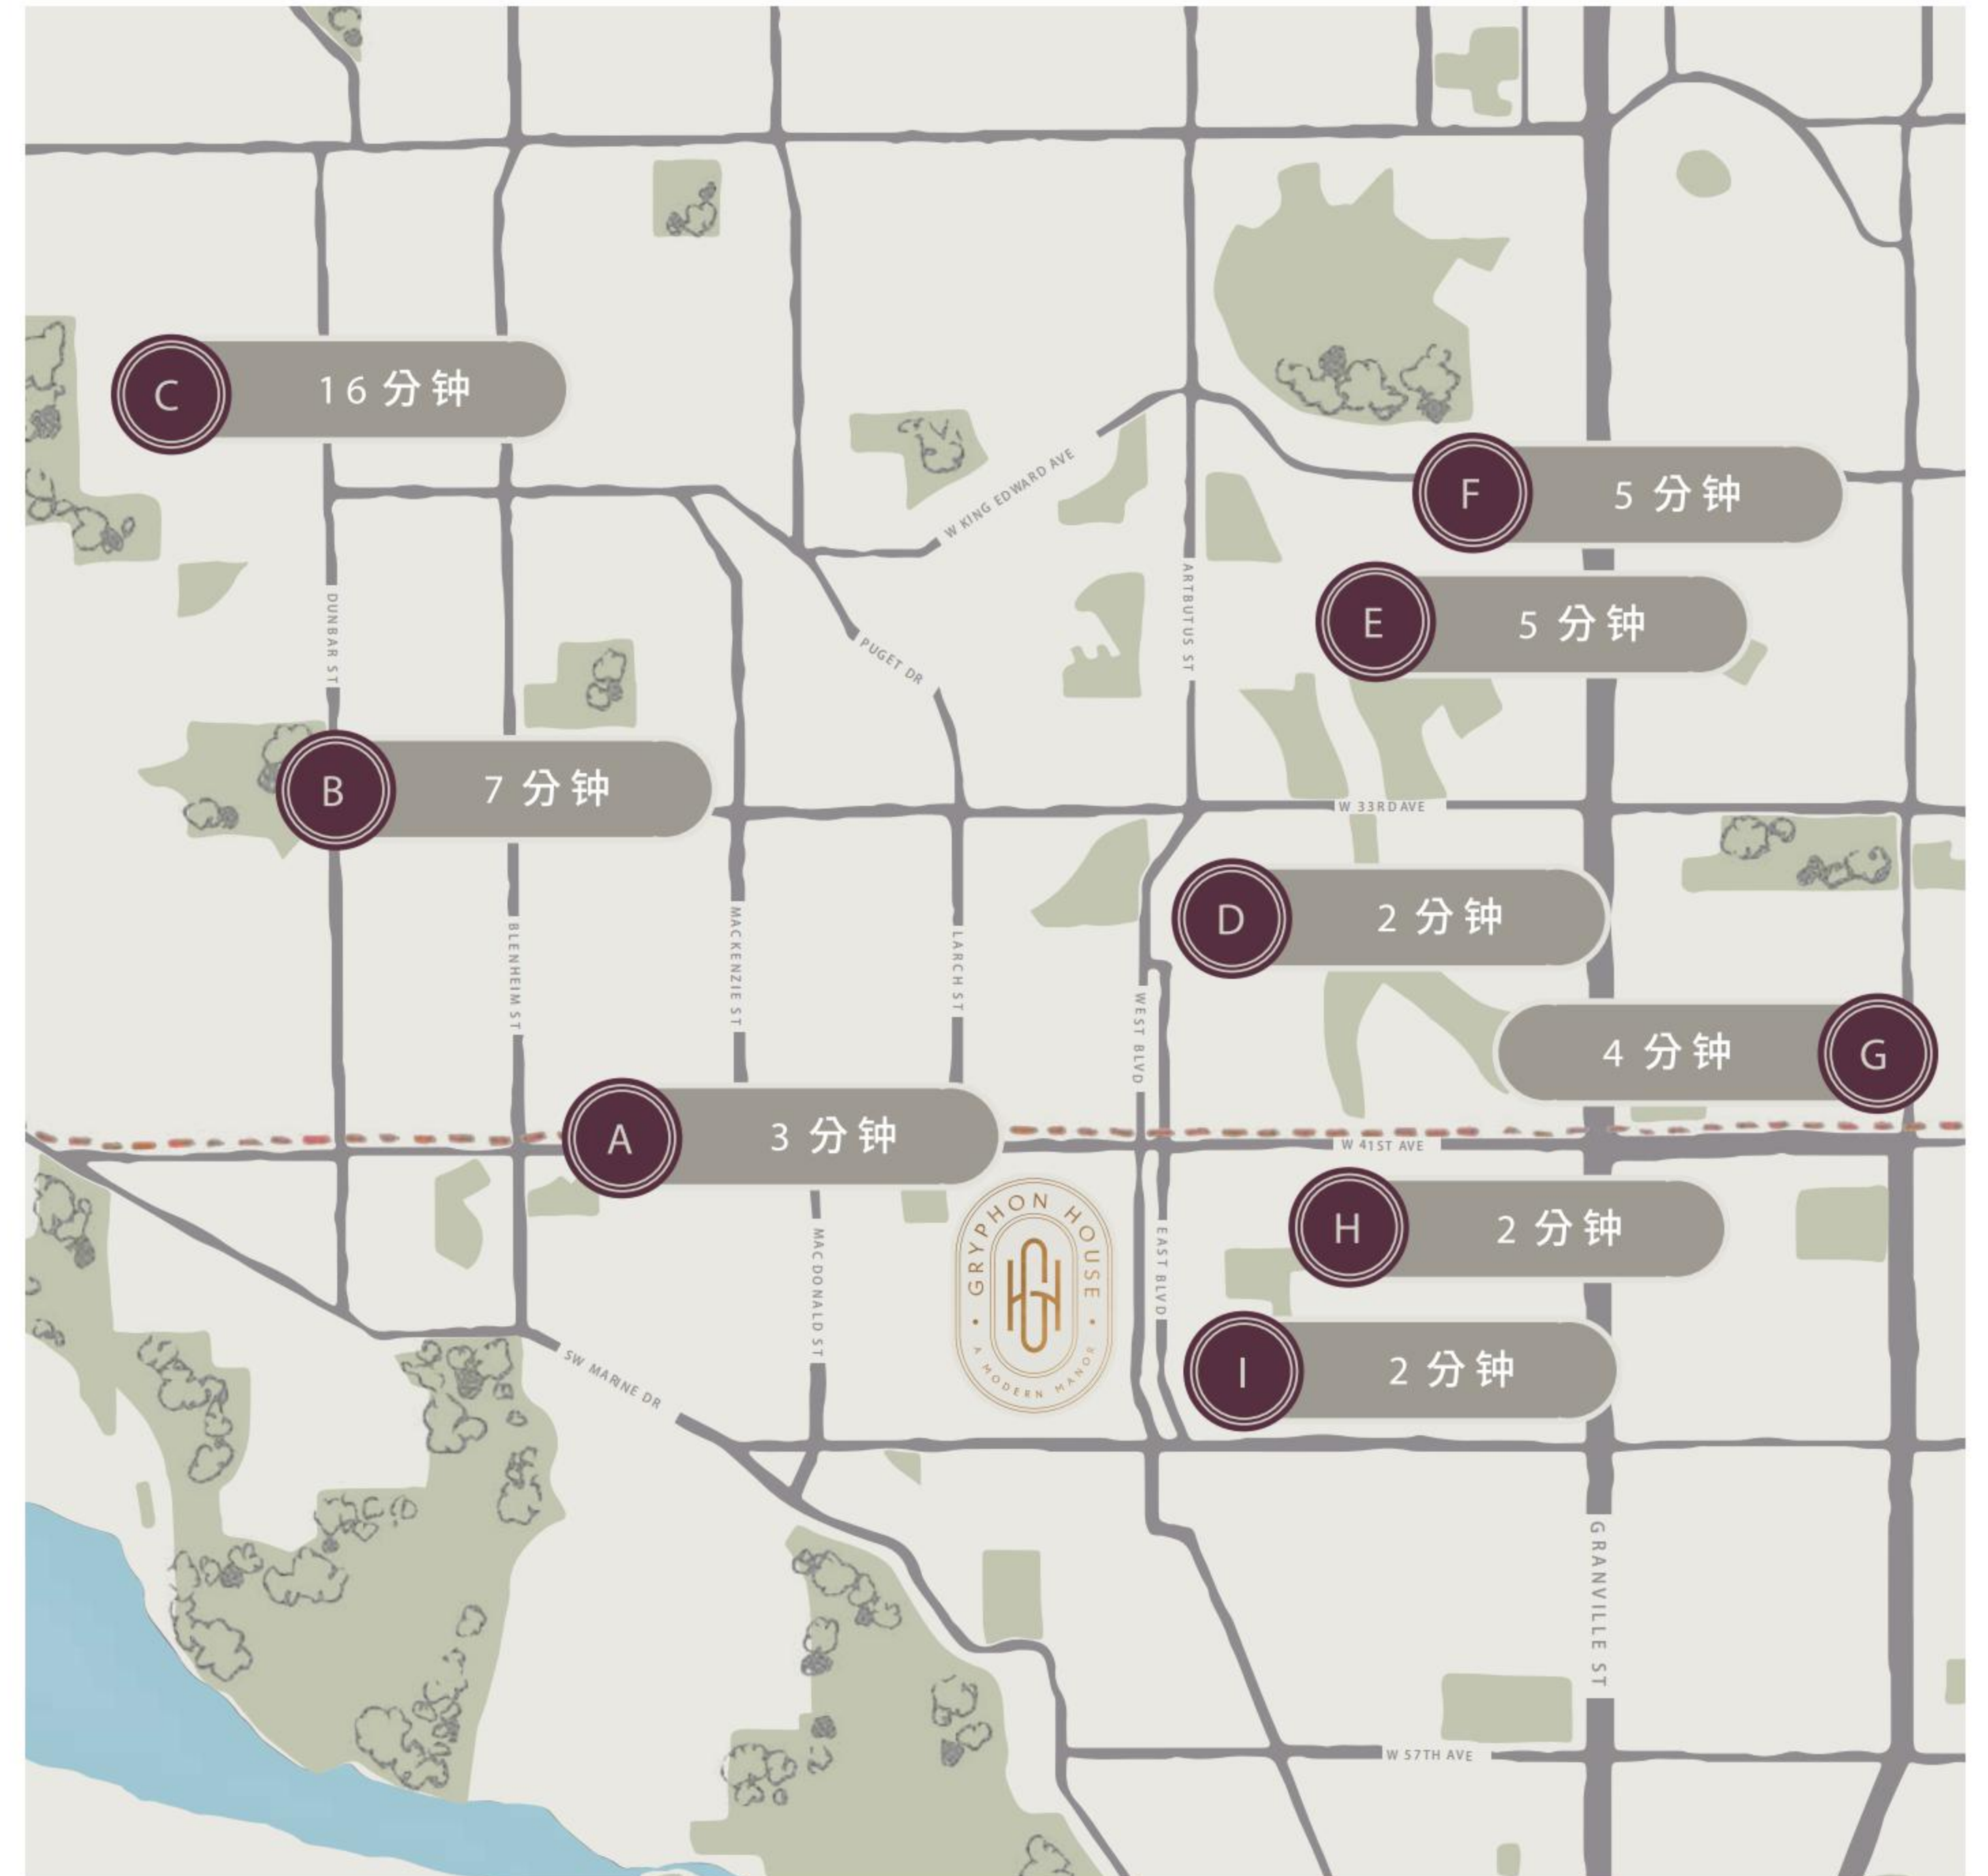 C 16 分钟
W KING EDWARD AVE
F 5 分钟
DUNBAR ST
ARTBUTUS ST
E 5 分钟
PUGET DR
B 7 分钟
W 33RD AVE
BLENHEIM ST
MACKENZIE ST
LARCH ST
D 2 分钟
WEST BLVD
4 分钟 G
A 3 分钟
W 41ST AVE
MACDONALD ST
• GRYPHON HOUSE •
GH
A MODERN MANOR
EAST BLVD
H 2 分钟
SW MARINE DR
I 2 分钟
GRANVILLE ST
W 57TH AVE